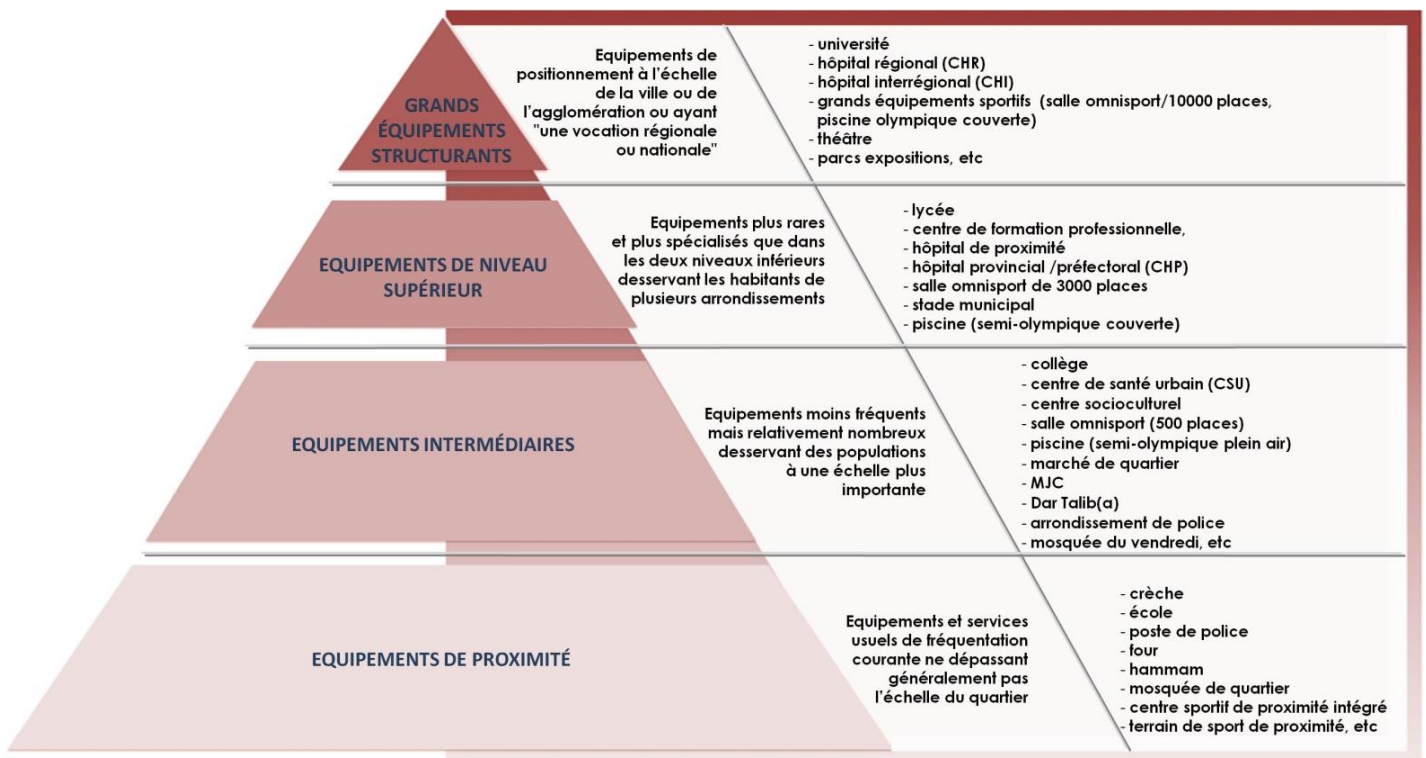 GRANDS
ÉQUIPEMENTS
STRUCTURANTS
Equipements de
positionnement à l'échelle
de la ville ou de
l'agglomération ou ayant
"une vocation régionale
ou nationale"
- université
- hôpital régional (CHR)
- hôpital interrégional (CHI)
- grands équipements sportifs (salle omnisport/10000 places,
piscine olympique couverte)
- théâtre
- parcs expositions, etc
EQUIPEMENTS DE NIVEAU
SUPÉRIEUR
Equipements plus rares
et plus spécialisés que dans
les deux niveaux inférieurs
desservant les habitants de
plusieurs arrondissements
- lycée
- centre de formation professionnelle,
- hôpital de proximité
- hôpital provincial /préfectoral (CHP)
- salle omnisport de 3000 places
- stade municipal
- piscine (semi-olympique couverte)
EQUIPEMENTS INTERMÉDIAIRES
Equipements moins fréquents
mais relativement nombreux
desservant des populations
à une échelle plus
importante
- collège
- centre de santé urbain (CSU)
- centre socioculturel
- salle omnisport (500 places)
- piscine (semi-olympique plein air)
- marché de quartier
- MJC
- Dar Talib(a)
- arrondissement de police
- mosquée du vendredi, etc
EQUIPEMENTS DE PROXIMITÉ
Equipements et services
usuels de fréquentation
courante ne dépassant
généralement pas
l'échelle du quartier
- crèche
- école
- poste de police
- four
- hammam
- mosquée de quartier
- centre sportif de proximité intégré
- terrain de sport de proximité, etc